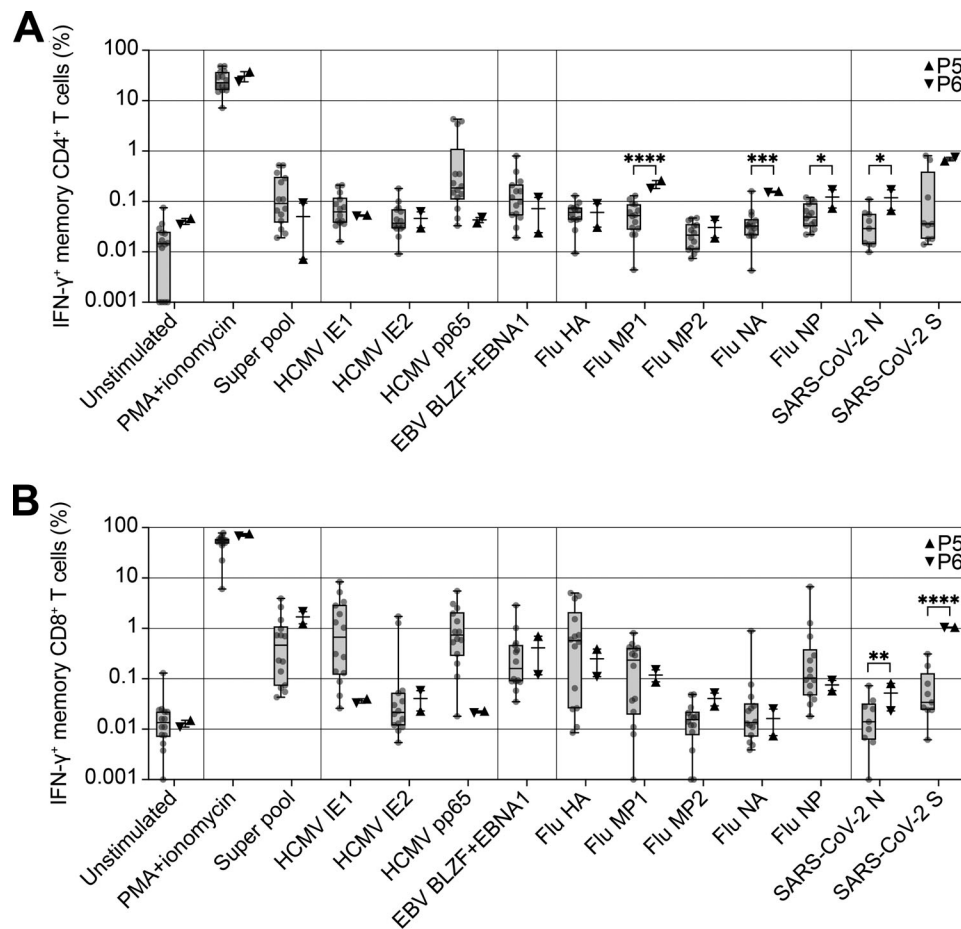 A
IFN-γ⁺ memory CD4⁺ T cells (%)
100
10
1
0.1
0.01
0.001
▲P5
▼P6
**** *** * *
Unstimulated
PMA+ionomycin
Super pool
HCMV IE1
HCMV IE2
HCMV pp65
EBV BLZF+EBNA1
Flu HA
Flu MP1
Flu MP2
Flu NA
Flu NP
SARS-CoV-2 N
SARS-CoV-2 S
B
IFN-γ⁺ memory CD8⁺ T cells (%)
100
10
1
0.1
0.01
0.001
▲P5
▼P6
****
**
Unstimulated
PMA+ionomycin
Super pool
HCMV IE1
HCMV IE2
HCMV pp65
EBV BLZF+EBNA1
Flu HA
Flu MP1
Flu MP2
Flu NA
Flu NP
SARS-CoV-2 N
SARS-CoV-2 S